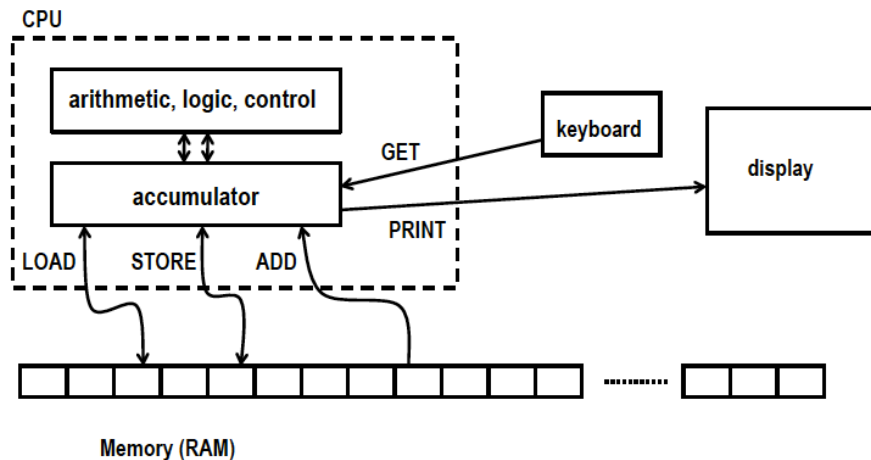 CPU
arithmetic, logic, control
keyboard
GET
display
accumulator
PRINT
LOAD STORE ADD
Memory (RAM)